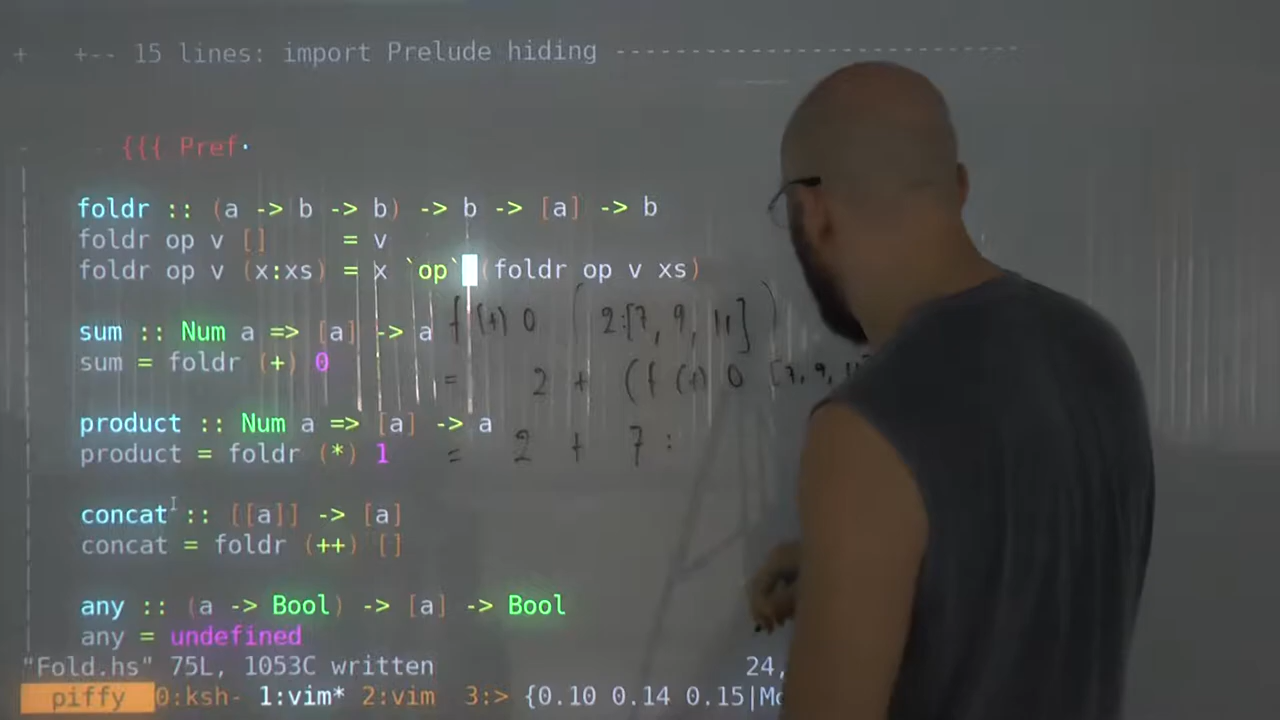 + +-- 15 lines: import Prelude hiding ---------------------------
{{{ Pref
foldr :: (a -> b -> b) -> b -> [a] -> b
foldr op v [] = v
foldr op v (x:xs) = x `op` (foldr op v xs)
f (+) 0 (2:[7, 9, 11])
sum :: Num a => [a] -> a
sum = foldr (+) 0
= 2 + (f (+) 0 [7, 9, 11
product :: Num a => [a] -> a
product = foldr (*) 1
= 2 + 7 :
concat :: [[a]] -> [a]
concat = foldr (++) []
any :: (a -> Bool) -> [a] -> Bool
any = undefined
"Fold.hs" 75L, 1053C written 24,
piffy 0:ksh- 1:vim* 2:vim 3:> {0.10 0.14 0.15|Mo